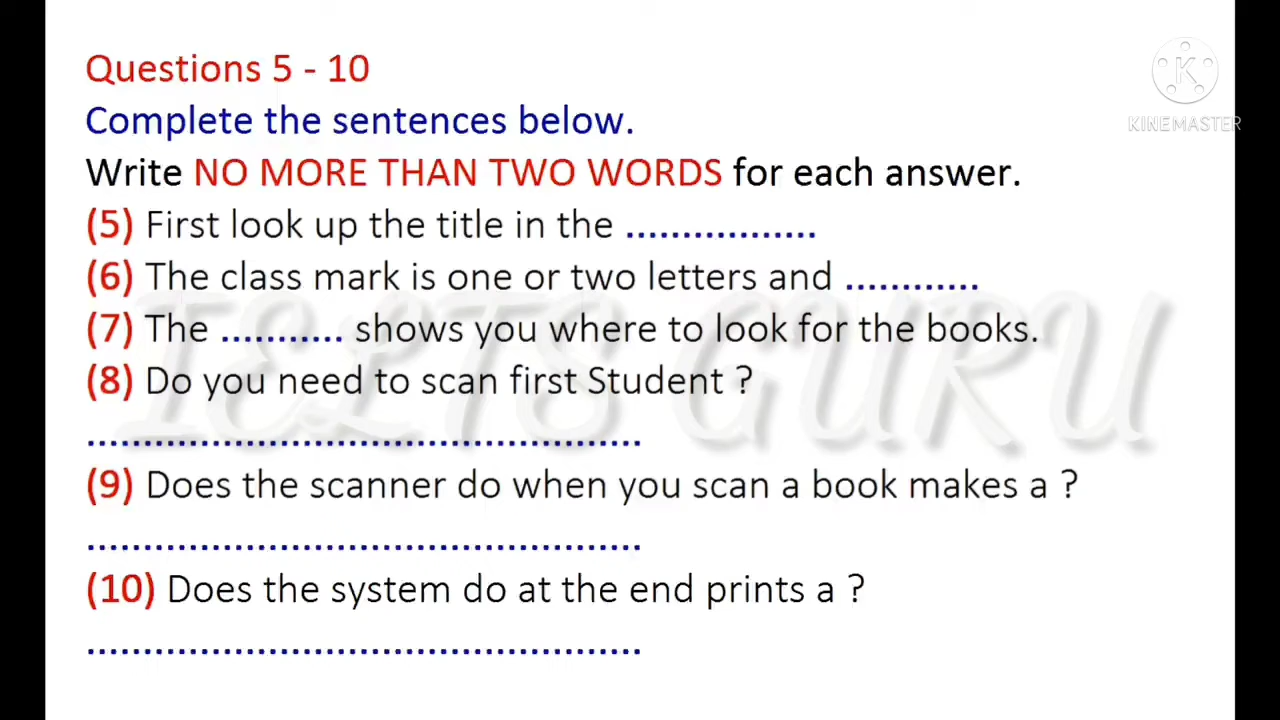 Questions 5 - 10
KINEMASTER
Complete the sentences below.
Write NO MORE THAN TWO WORDS for each answer.
(5) First look up the title in the .................
(6) The class mark is one or two letters and ............
(7) The ........... shows you where to look for the books.
(8) Do you need to scan first Student ?
.................................................
(9) Does the scanner do when you scan a book makes a ?
.................................................
(10) Does the system do at the end prints a ?
.................................................
IELTS GURU